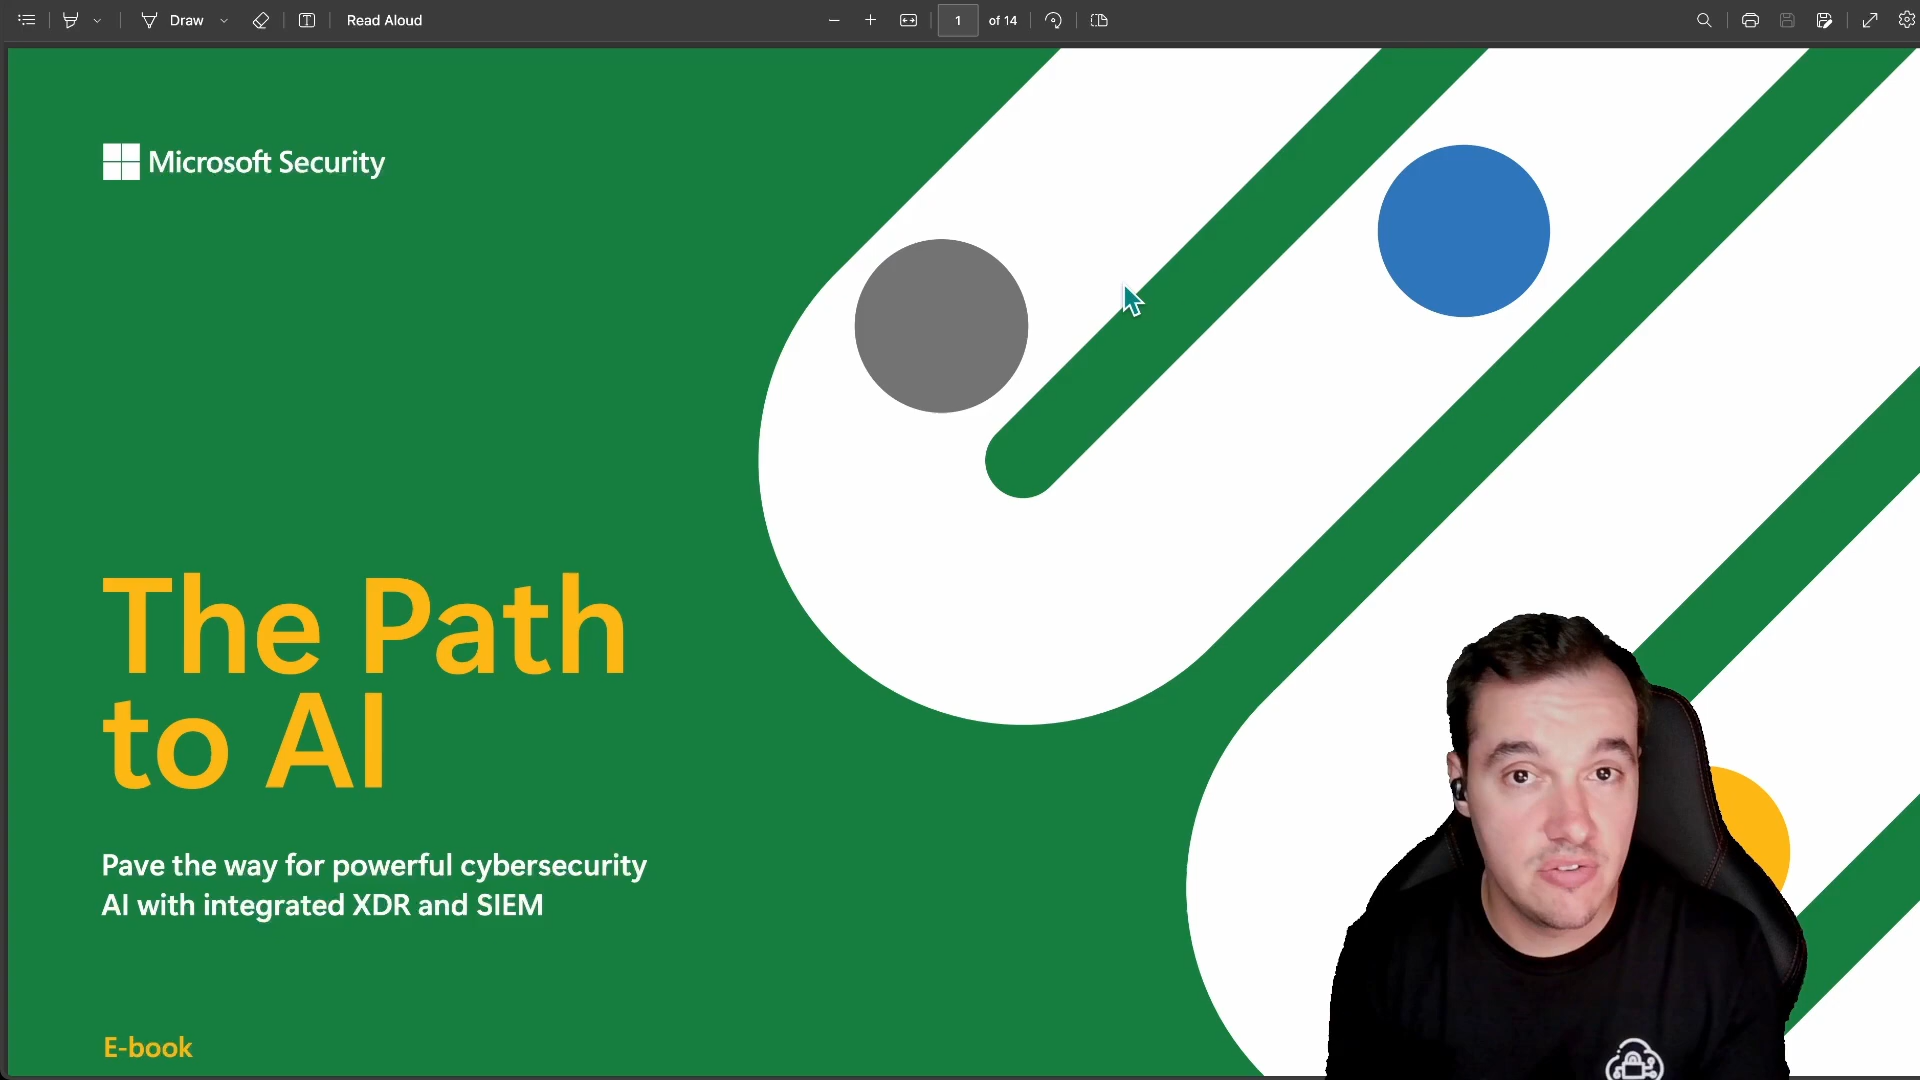 Draw
Read Aloud
1 of 14
Microsoft Security
The Path
to AI
Pave the way for powerful cybersecurity
AI with integrated XDR and SIEM
E-book